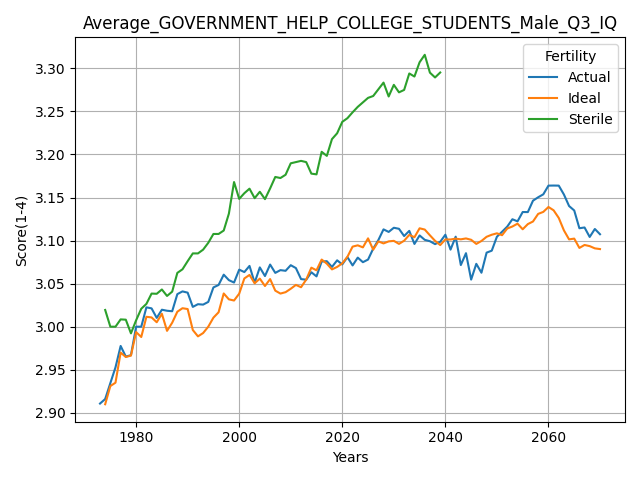 Average_GOVERNMENT_HELP_COLLEGE_STUDENTS_Male_Q3_IQ
Fertility
Actual
Ideal
Sterile
Score(1-4)
3.30
3.25
3.20
3.15
3.10
3.05
3.00
2.95
2.90
1980
2000
2020
2040
2060
Years